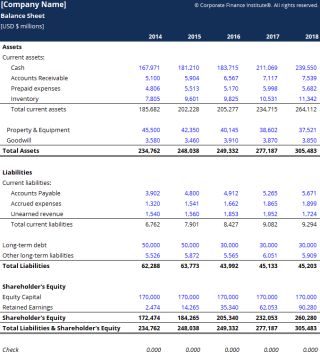 [Company Name] © Corporate Finance Institute®. All rights reserved.
Balance Sheet
[USD $ millions]
2014 2015 2016 2017 2018
Assets
Current assets:
Cash 167,971 181,210 183,715 211,069 239,550
Accounts Receivable 5,100 5,904 6,567 7,117 7,539
Prepaid expenses 4,806 5,513 5,170 5,998 5,682
Inventory 7,805 9,601 9,825 10,531 11,342
Total current assets 185,682 202,228 205,277 234,715 264,112
Property & Equipment 45,500 42,350 40,145 38,602 37,521
Goodwill 3,580 3,460 3,910 3,870 3,850
Total Assets 234,762 248,038 249,332 277,187 305,483
Liabilities
Current liabilities:
Accounts Payable 3,902 4,800 4,912 5,265 5,671
Accrued expenses 1,320 1,541 1,662 1,865 1,899
Unearned revenue 1,540 1,560 1,853 1,952 1,724
Total current liabilities 6,762 7,901 8,427 9,082 9,294
Long-term debt 50,000 50,000 30,000 30,000 30,000
Other long-term liabilities 5,526 5,872 5,565 6,051 5,909
Total Liabilities 62,288 63,773 43,992 45,133 45,203
Shareholder's Equity
Equity Capital 170,000 170,000 170,000 170,000 170,000
Retained Earnings 2,474 14,265 35,340 62,053 90,280
Shareholder's Equity 172,474 184,265 205,340 232,053 260,280
Total Liabilities & Shareholder's Equity 234,762 248,038 249,332 277,187 305,483
Check 0.000 0.000 0.000 0.000 0.000